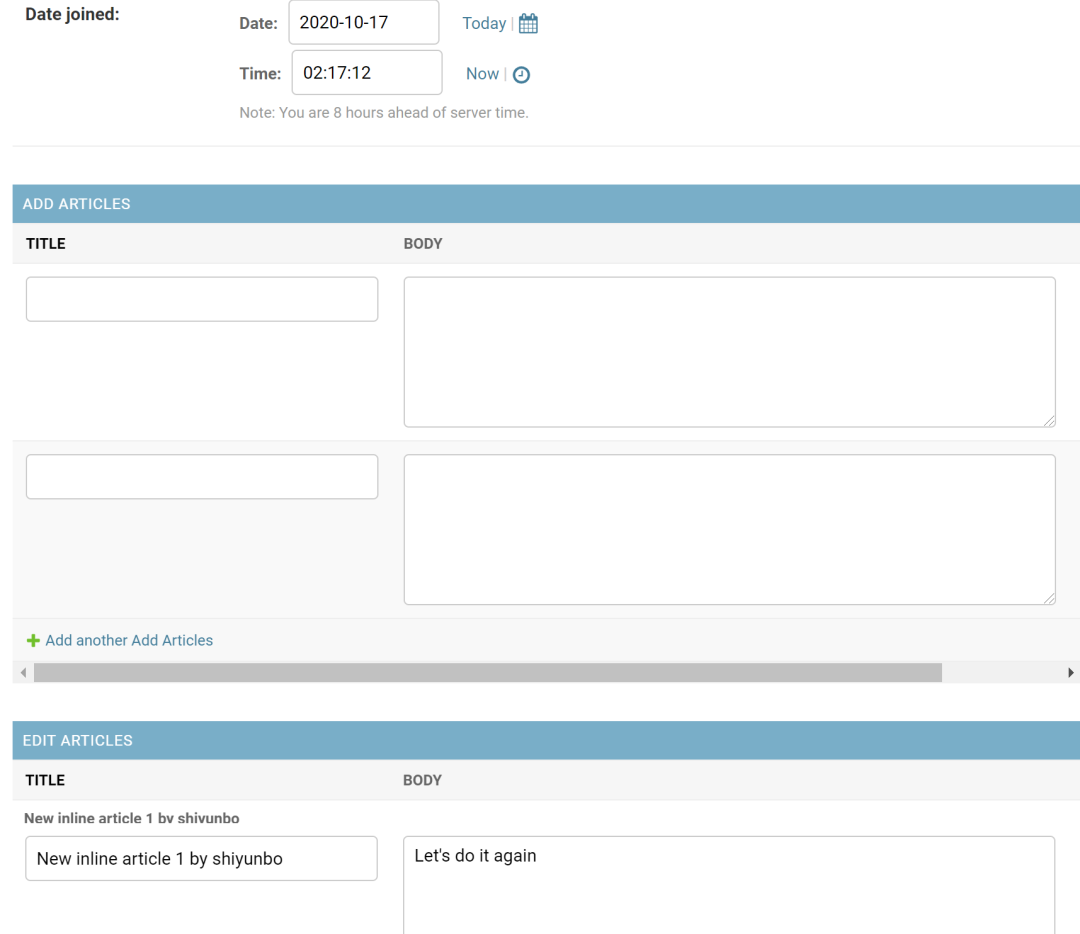 Date joined:
Date: 2020-10-17 Today |
Time: 02:17:12 Now |
Note: You are 8 hours ahead of server time.
ADD ARTICLES
TITLE BODY
Add another Add Articles
EDIT ARTICLES
TITLE BODY
New inline article 1 by shiyunbo
New inline article 1 by shiyunbo Let's do it again